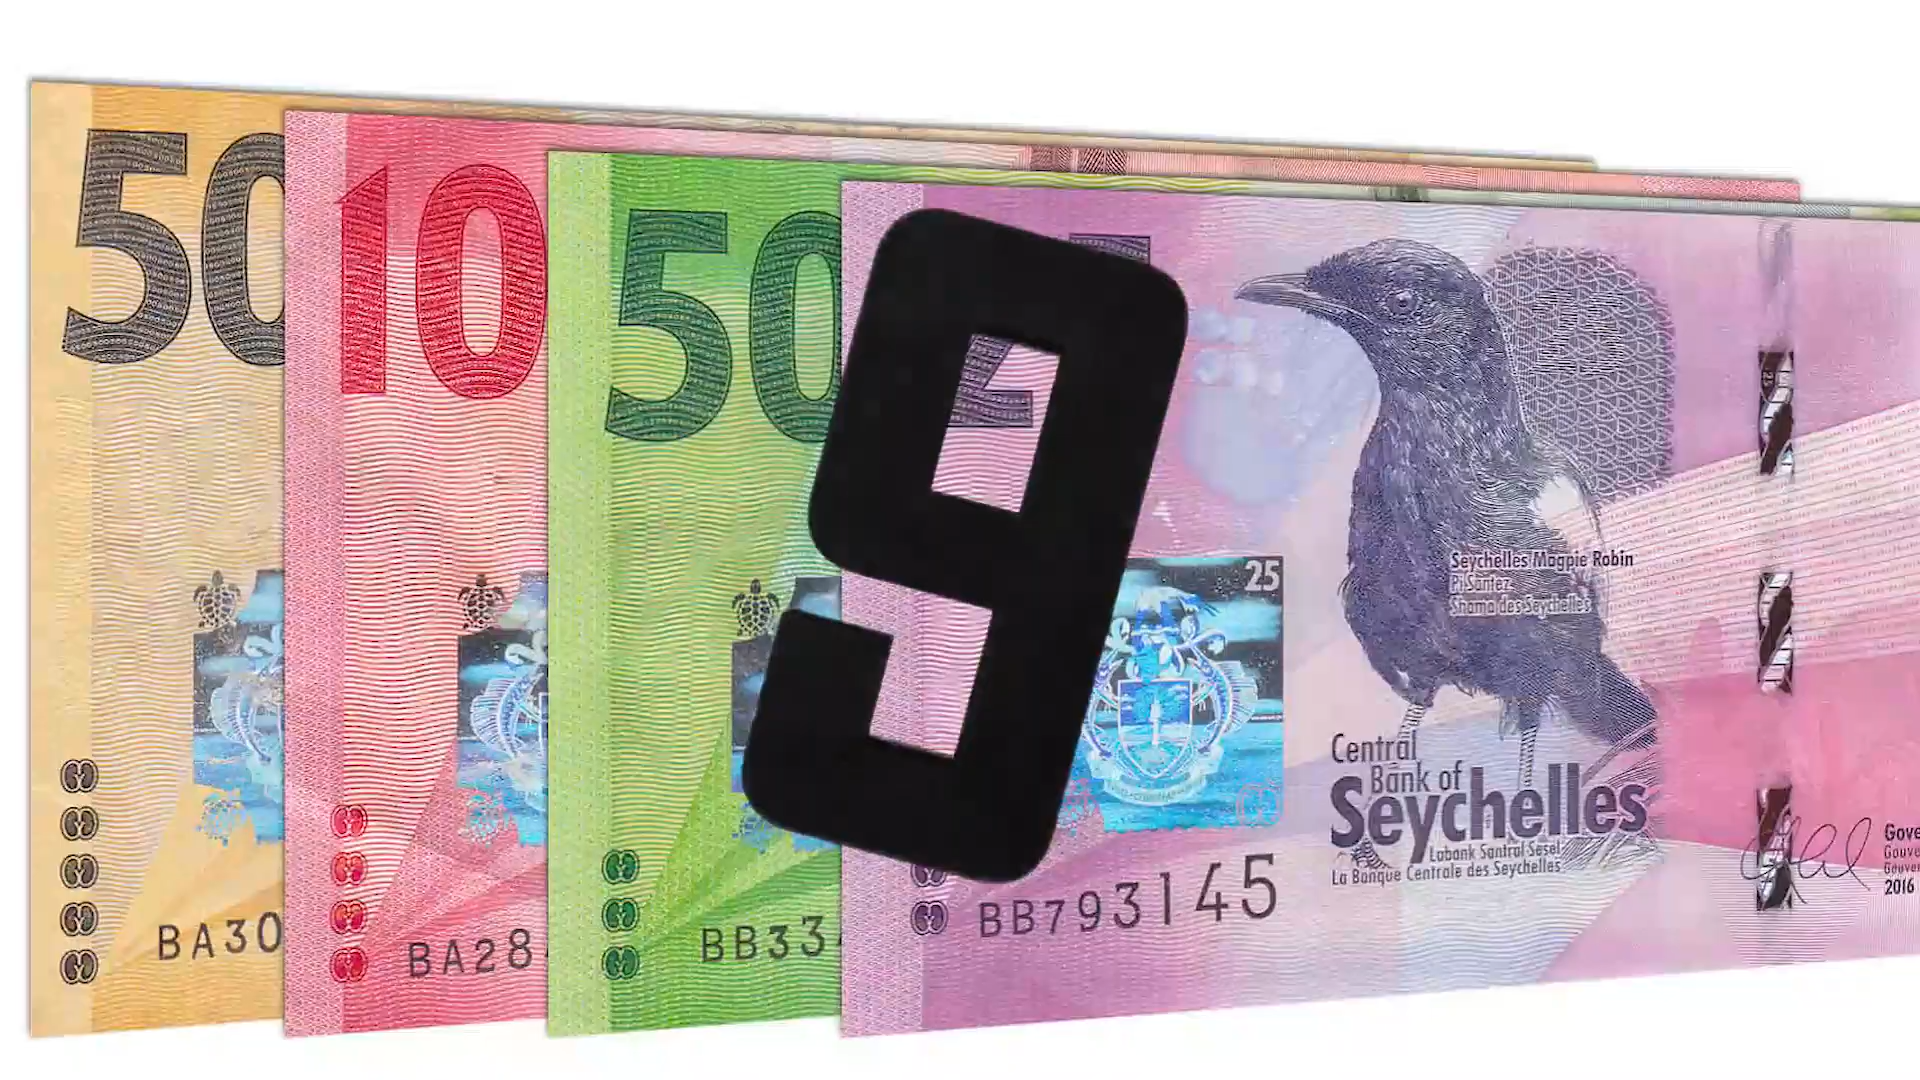 50
10
50
9
25
Seychelles Magpie Robin
Pi Santez
Shama des Seychelles
Central
Bank of
Seychelles
Labank Santral Sesel
La Banque Centrale des Seychelles
2016
BA30
BA28
BB33
BB793145